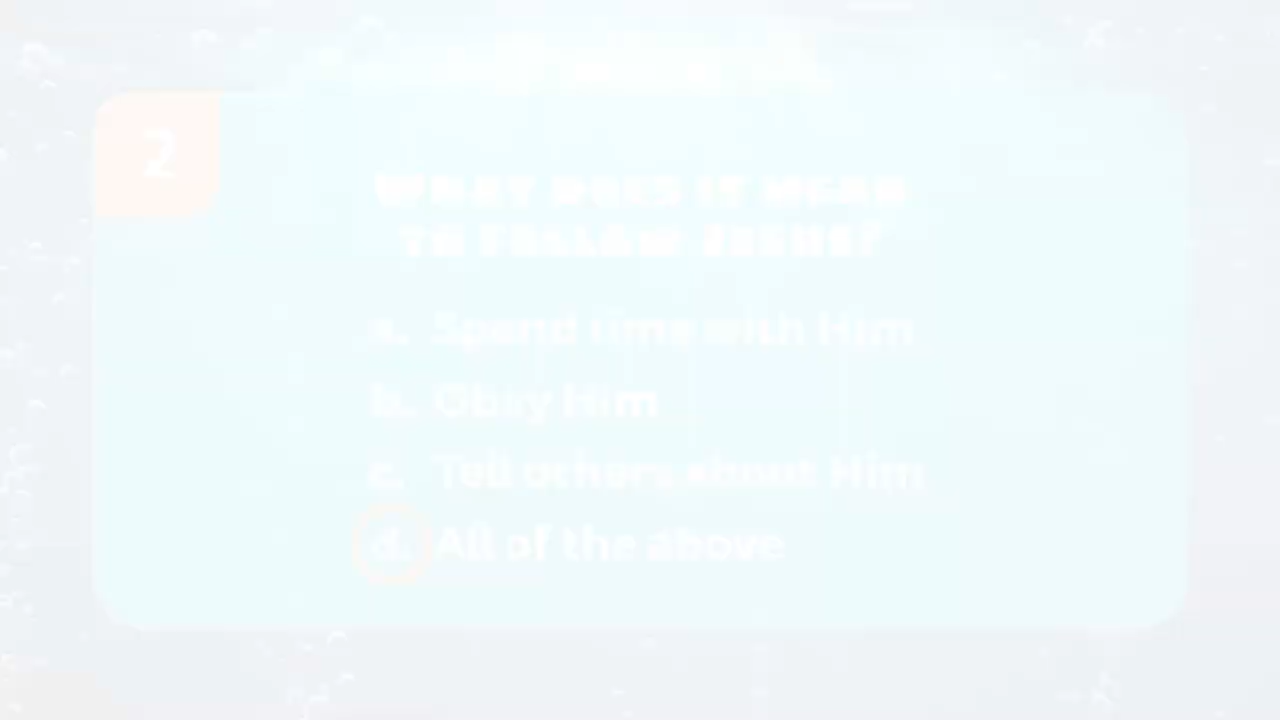 2
WHAT DOES IT MEAN
TO FOLLOW JESUS?
a. Spend time with Him
b. Obey Him
c. Tell others about Him
d. All of the above